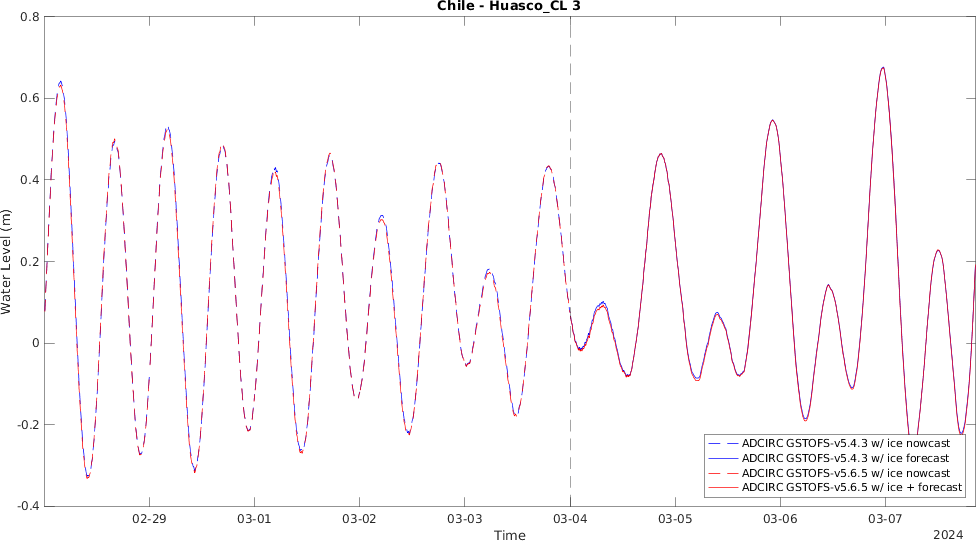 Chile - Huasco_CL 3
0.8
0.6
0.4
0.2
0
-0.2
-0.4
Water Level (m)
02-29
03-01
03-02
03-03
03-04
03-05
03-06
03-07
Time
2024
ADCIRC GSTOFS-v5.4.3 w/ ice nowcast
ADCIRC GSTOFS-v5.4.3 w/ ice forecast
ADCIRC GSTOFS-v5.6.5 w/ ice nowcast
ADCIRC GSTOFS-v5.6.5 w/ ice + forecast